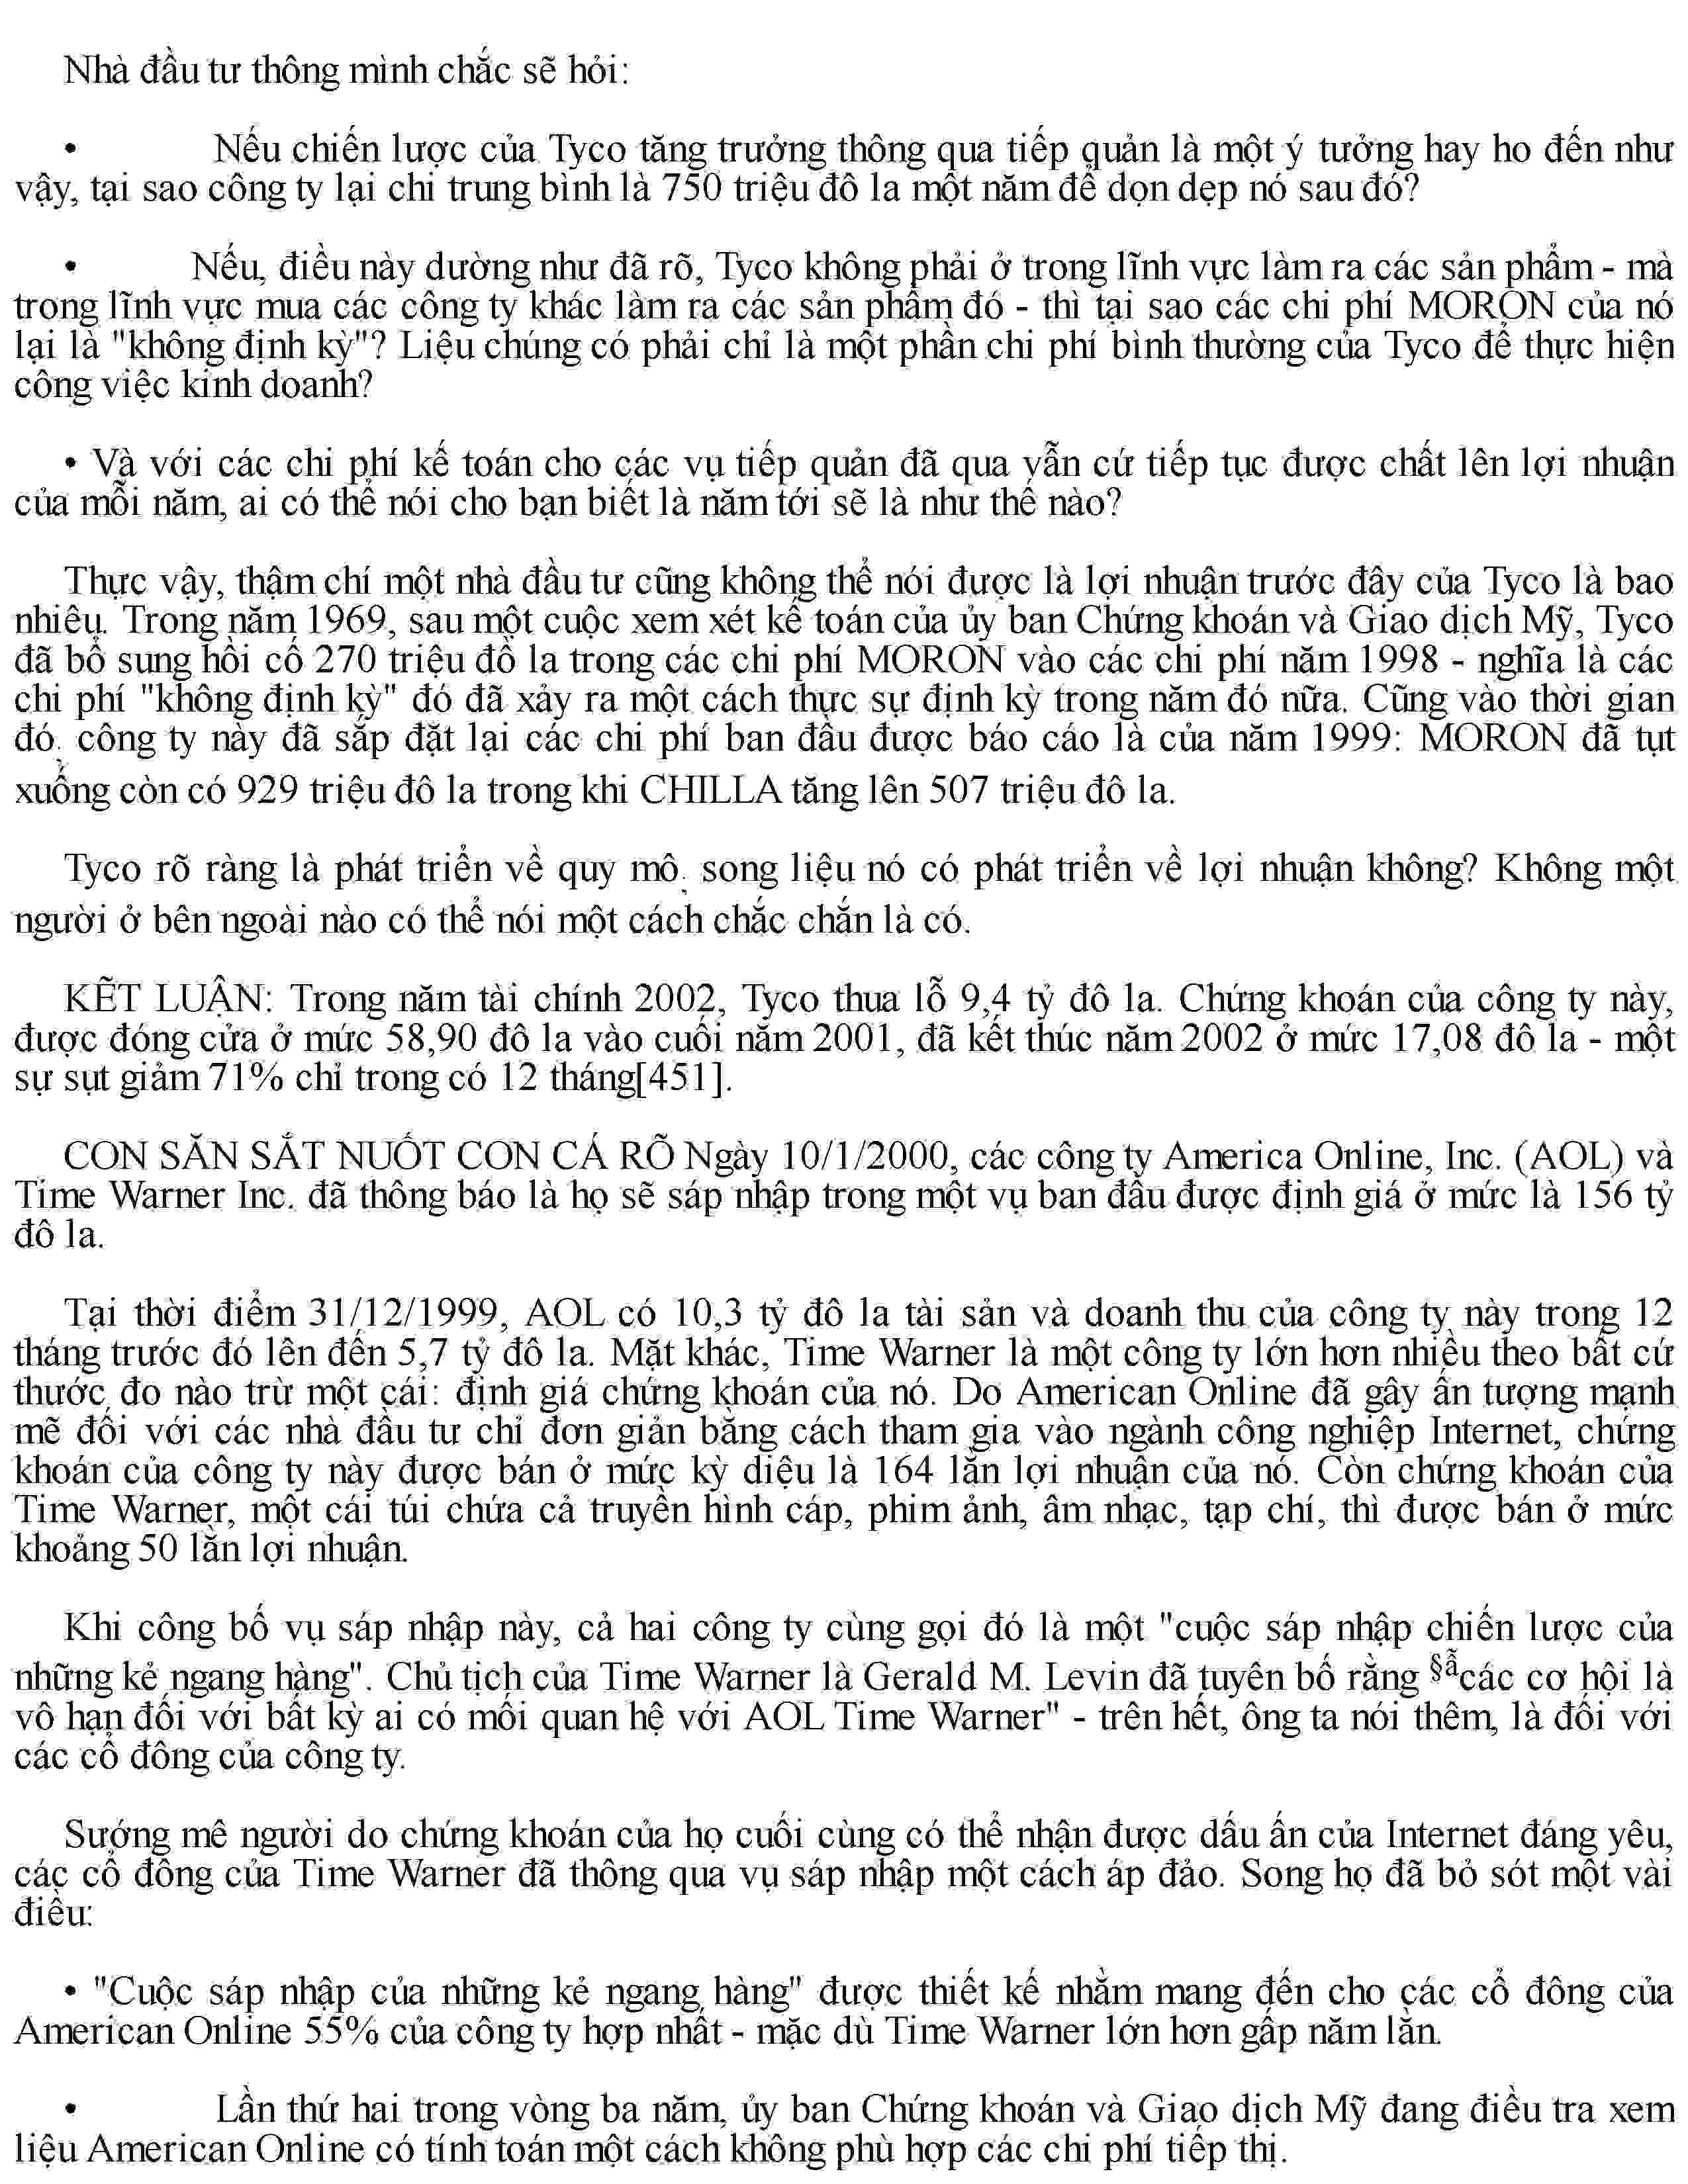 Nhà đầu tư thông mình chắc sẽ hỏi:
• Nếu chiến lược của Tyco tăng trưởng thông qua tiếp quản là một ý tưởng hay ho đến như
vậy, tại sao công ty lại chi trung bình là 750 triệu đô la một năm để dọn dẹp nó sau đó?
• Nếu, điều này dường như đã rõ, Tyco không phải ở trong lĩnh vực làm ra các sản phẩm - mà
trong lĩnh vực mua các công ty khác làm ra các sản phẩm đó - thì tại sao các chi phí MORON của nó
lại là "không định kỳ"? Liệu chúng có phải chỉ là một phần chi phí bình thường của Tyco để thực hiện
công việc kinh doanh?
• Và với các chi phí kế toán cho các vụ tiếp quản đã qua vẫn cứ tiếp tục được chất lên lợi nhuận
của mỗi năm, ai có thể nói cho bạn biết là năm tới sẽ là như thế nào?
Thực vậy, thậm chí một nhà đầu tư cũng không thể nói được là lợi nhuận trước đây của Tyco là bao
nhiêu. Trong năm 1969, sau một cuộc xem xét kế toán của ủy ban Chứng khoán và Giao dịch Mỹ, Tyco
đã bổ sung hồi cố 270 triệu đô la trong các chi phí MORON vào các chi phí năm 1998 - nghĩa là các
chi phí "không định kỳ" đó đã xảy ra một cách thực sự định kỳ trong năm đó nữa. Cũng vào thời gian
đó. công ty này đã sắp đặt lại các chi phí ban đầu được báo cáo là của năm 1999: MORON đã tụt
xuống còn có 929 triệu đô la trong khi CHILLA tăng lên 507 triệu đô la.
Tyco rõ ràng là phát triển về quy mô. song liệu nó có phát triển về lợi nhuận không? Không một
người ở bên ngoài nào có thể nói một cách chắc chắn là có.
KẾT LUẬN: Trong năm tài chính 2002, Tyco thua lỗ 9,4 tỷ đô la. Chứng khoán của công ty này,
được đóng cửa ở mức 58,90 đô la vào cuối năm 2001, đã kết thúc năm 2002 ở mức 17,08 đô la - một
sự sụt giảm 71% chỉ trong có 12 tháng[451].
CON SĂN SẮT NUỐT CON CÁ RÕ Ngày 10/1/2000, các công ty America Online, Inc. (AOL) và
Time Warner Inc. đã thông báo là họ sẽ sáp nhập trong một vụ ban đầu được định giá ở mức là 156 tỷ
đô la.
Tại thời điểm 31/12/1999, AOL có 10,3 tỷ đô la tài sản và doanh thu của công ty này trong 12
tháng trước đó lên đến 5,7 tỷ đô la. Mặt khác, Time Warner là một công ty lớn hơn nhiều theo bất cứ
thước đo nào trừ một cái: định giá chứng khoán của nó. Do American Online đã gây ấn tượng mạnh
mẽ đối với các nhà đầu tư chỉ đơn giản bằng cách tham gia vào ngành công nghiệp Internet, chứng
khoán của công ty này được bán ở mức kỳ diệu là 164 lần lợi nhuận của nó. Còn chứng khoán của
Time Warner, một cái túi chứa cả truyền hình cáp, phim ảnh, âm nhạc, tạp chí, thì được bán ở mức
khoảng 50 lần lợi nhuận.
Khi công bố vụ sáp nhập này, cả hai công ty cùng gọi đó là một "cuộc sáp nhập chiến lược của
những kẻ ngang hàng". Chủ tịch của Time Warner là Gerald M. Levin đã tuyên bố rằng §ẫcác cơ hội là
vô hạn đối với bất kỳ ai có mối quan hệ với AOL Time Warner" - trên hết, ông ta nói thêm, là đối với
các cổ đông của công ty.
Sướng mê người do chứng khoán của họ cuối cùng có thể nhận được dấu ấn của Internet đáng yêu,
các cổ đông của Time Warner đã thông qua vụ sáp nhập một cách áp đảo. Song họ đã bỏ sót một vài
điều:
• "Cuộc sáp nhập của những kẻ ngang hàng" được thiết kế nhằm mang đến cho các cổ đông của
American Online 55% của công ty hợp nhất - mặc dù Time Warner lớn hơn gấp năm lần.
• Lần thứ hai trong vòng ba năm, ủy ban Chứng khoán và Giao dịch Mỹ đang điều tra xem
liệu American Online có tính toán một cách không phù hợp các chi phí tiếp thị.